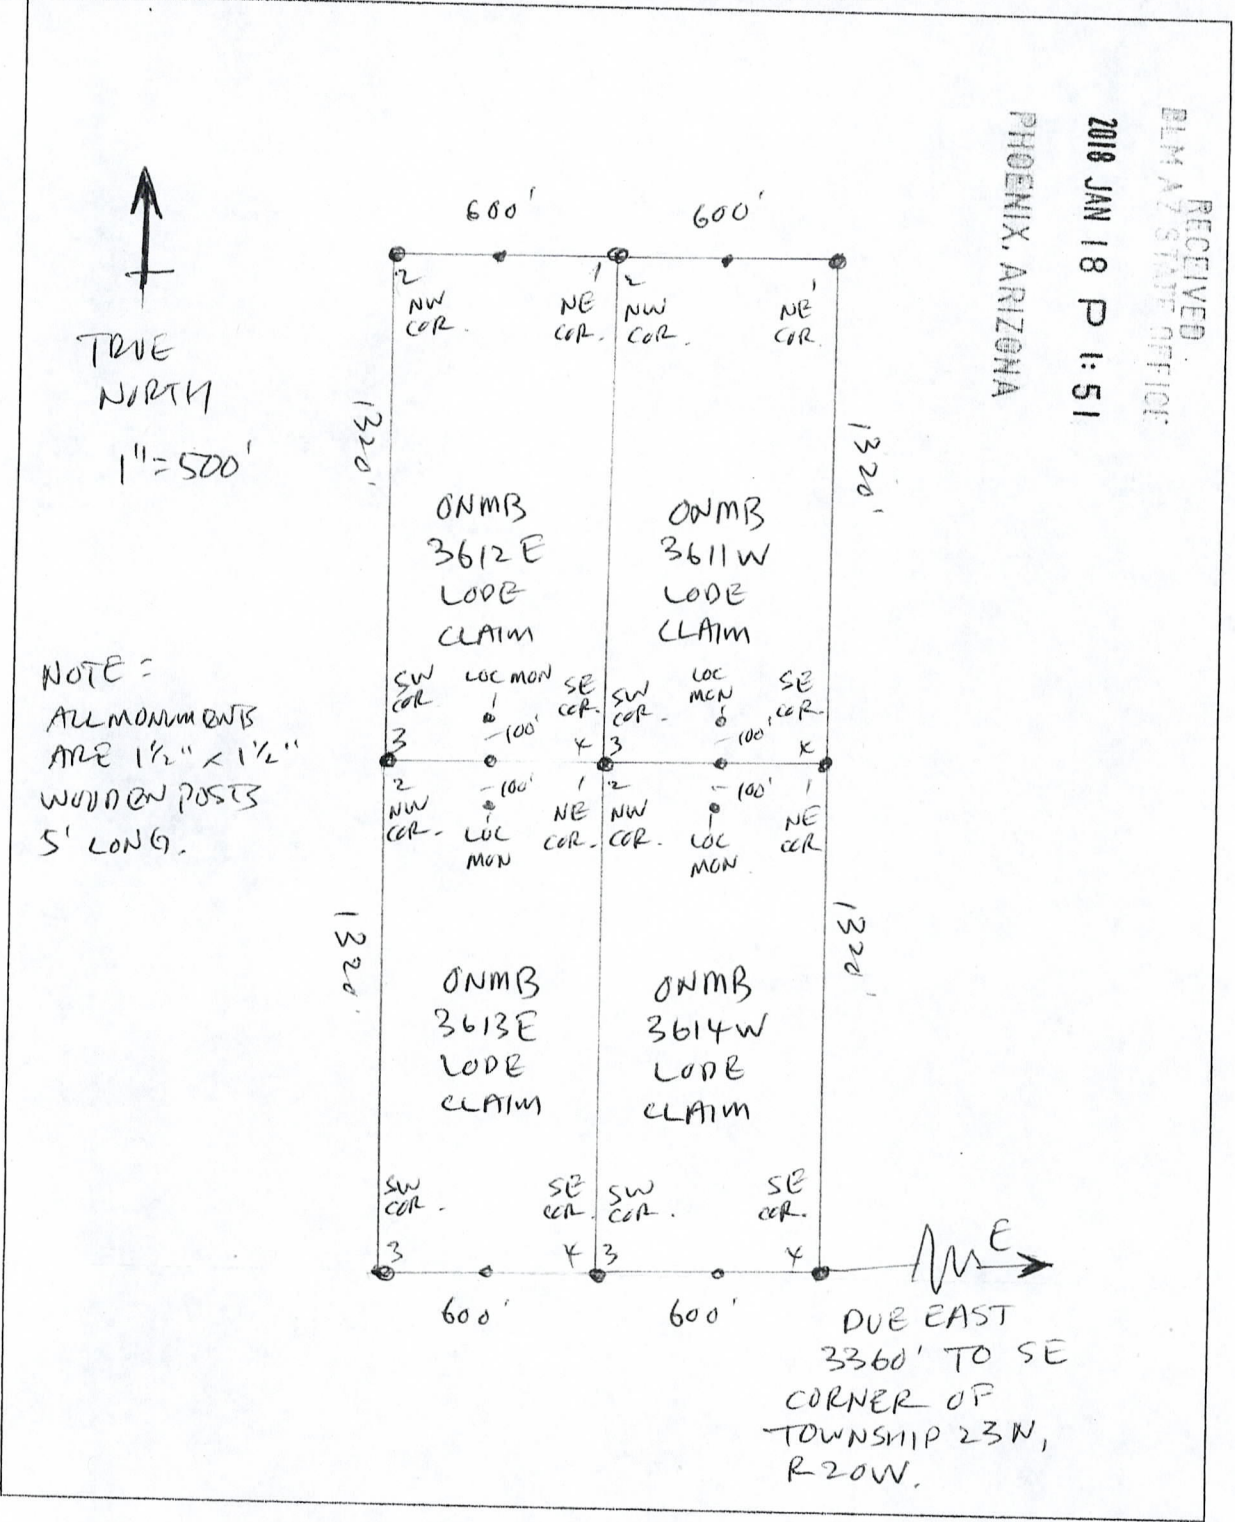 RECEIVED
BLM AZ STATE OFFICE
2018 JAN 18 P 1:51
PHOENIX, ARIZONA
600'
600'
TRUE
NORTH
1"=500'
2
NW
COR.
1
NE
COR.
2
NW
COR.
1
NE
COR.
1320'
1320'
ONMB
3612E
LODE
CLAIM
ONMB
3611W
LODE
CLAIM
NOTE =
ALL MONUMENTS
ARE 1½" x 1½"
WOODEN POSTS
5' LONG.
SW
COR
3
LOC MON
100'
SE
COR.
4
SW
COR.
3
LOC
MON
100'
SE
COR.
4
2
NW
COR.
100'
LOC
MON
1
NE
COR.
2
NW
COR.
100'
LOC
MON
1
NE
COR
1320'
1320'
ONMB
3613E
LODE
CLAIM
ONMB
3614W
LODE
CLAIM
SW
COR.
3
SE
COR.
4
SW
COR.
3
SE
COR.
4
E
600'
600'
DUE EAST
3360' TO SE
CORNER OF
TOWNSHIP 23N,
R20W.